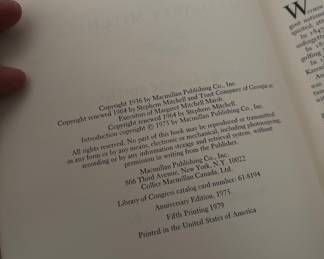 Copyright 1936 by Macmillan Publishing Co., Inc.
Copyright renewed 1964 by Stephens Mitchell and Trust Company of Georgia as
Executors of Margaret Mitchell Marsh.
Copyright renewed 1964 by Stephens Mitchell.
Introduction copyright © 1975 by Macmillan Publishing Co., Inc.
All rights reserved. No part of this book may be reproduced or transmitted
in any form or by any means, electronic or mechanical, including photocopying,
recording or by any information storage and retrieval system, without
permission in writing from the Publisher.
Macmillan Publishing Co., Inc.
866 Third Avenue, New York, N.Y. 10022
Collier Macmillan Canada, Ltd.
Library of Congress catalog card number: 61-8194
Anniversary Edition, 1975
Fifth Printing 1979
Printed in the United States of America